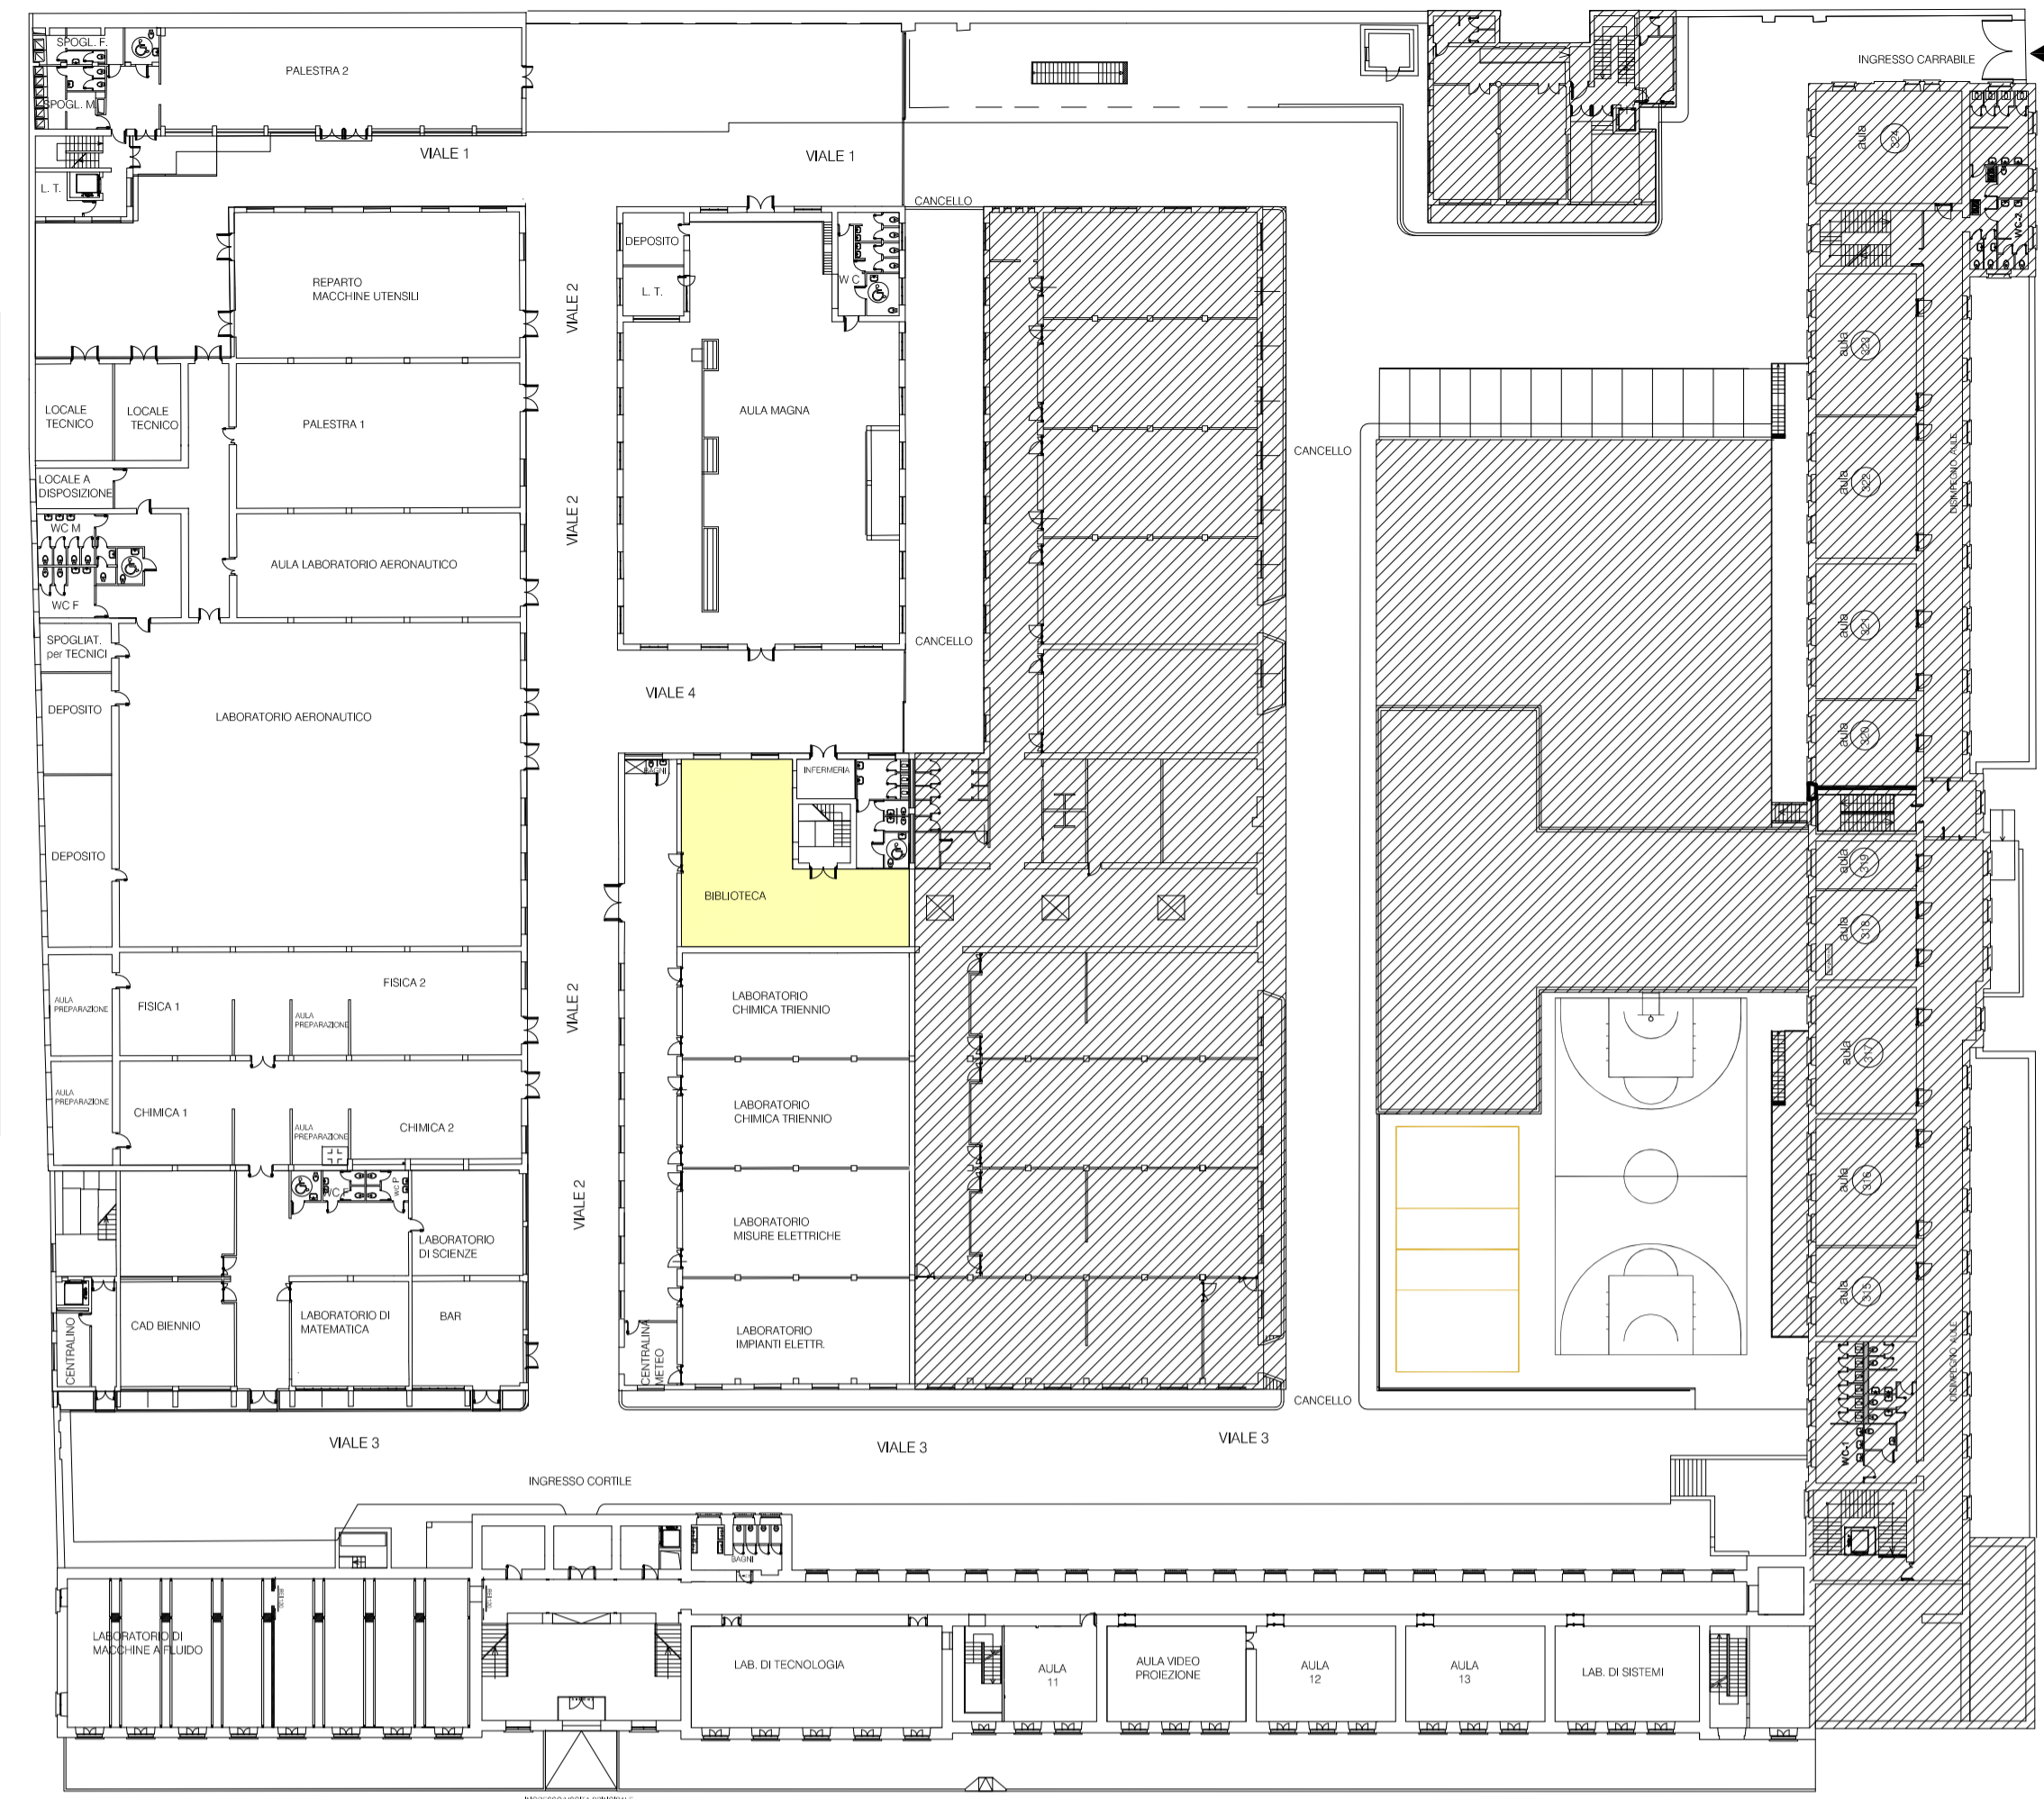 SPOGL. F.
PALESTRA 2
INGRESSO CARRABILE
SPOGL. M.
VIALE 1
VIALE 1
L. T.
CANCELLO
aula
324
WC-2
DEPOSITO
W C
L. T.
REPARTO
MACCHINE UTENSILI
VIALE 2
aula
323
LOCALE
TECNICO
LOCALE
TECNICO
PALESTRA 1
AULA MAGNA
CANCELLO
DISIMPEGNO AULE
aula
322
LOCALE A
DISPOSIZIONE
WC M
VIALE 2
AULA LABORATORIO AERONAUTICO
WC F
aula
321
SPOGLIAT.
per TECNICI
CANCELLO
VIALE 4
DEPOSITO
LABORATORIO AERONAUTICO
aula
320
BAGNI
INFERMERIA
DEPOSITO
aula
319
BIBLIOTECA
aula
318
FISICA 2
AULA
PREPARAZIONE
FISICA 1
AULA
PREPARAZIONE
VIALE 2
LABORATORIO
CHIMICA TRIENNIO
aula
317
AULA
PREPARAZIONE
CHIMICA 1
AULA
PREPARAZIONE
CHIMICA 2
LABORATORIO
CHIMICA TRIENNIO
WC F
WC P
VIALE 2
aula
316
LABORATORIO
DI SCIENZE
LABORATORIO
MISURE ELETTRICHE
aula
315
CENTRALINO
CAD BIENNIO
LABORATORIO DI
MATEMATICA
BAR
CENTRALINA
METEO
LABORATORIO
IMPIANTI ELETTR.
DISIMPEGNO AULE
CANCELLO
WC-1
VIALE 3
VIALE 3
VIALE 3
INGRESSO CORTILE
BAGNI
LABORATORIO DI
MACCHINE A FLUIDO
LAB. DI TECNOLOGIA
AULA
11
AULA VIDEO
PROIEZIONE
AULA
12
AULA
13
LAB. DI SISTEMI